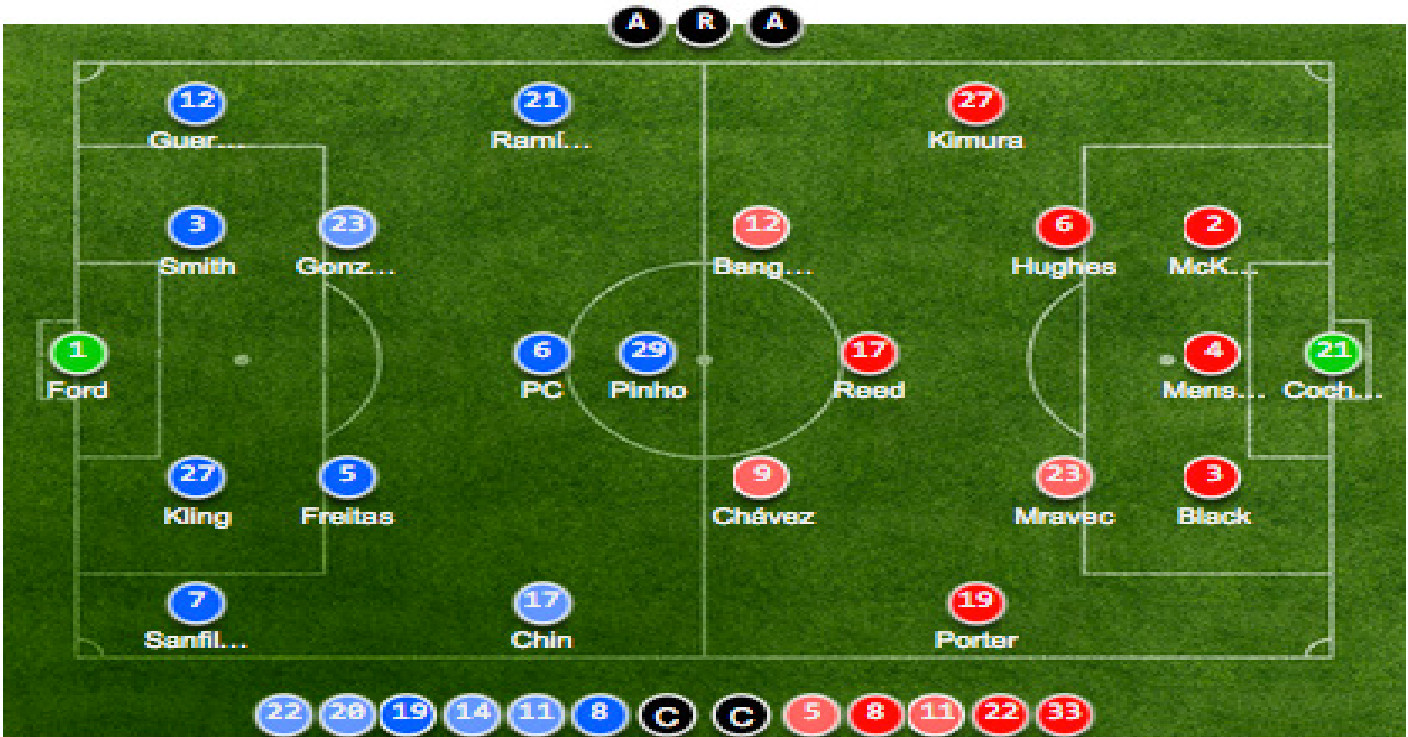 A R A
12 21 27
Guer... Ramí... Kimura
3 23 12 6 2
Smith Gonz... Bang... Hughes McK...
1 6 29 17 4 21
Ford PC Pinho Reed Mens... Coch...
27 5 9 23 3
Kling Freitas Chávez Mravec Black
7 17 19
Sanfil... Chin Porter
22 20 19 14 11 8 C C 5 8 11 22 33